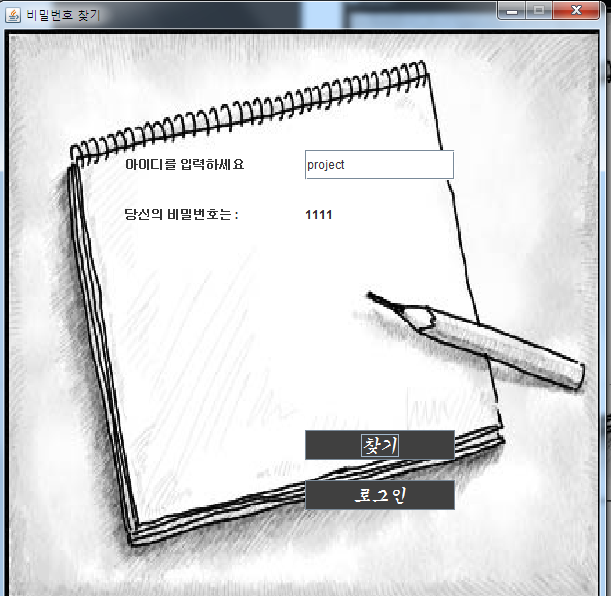 비밀번호 찾기
아이디를 입력하세요 project
당신의 비밀번호는 : 1111
찾기
로그인